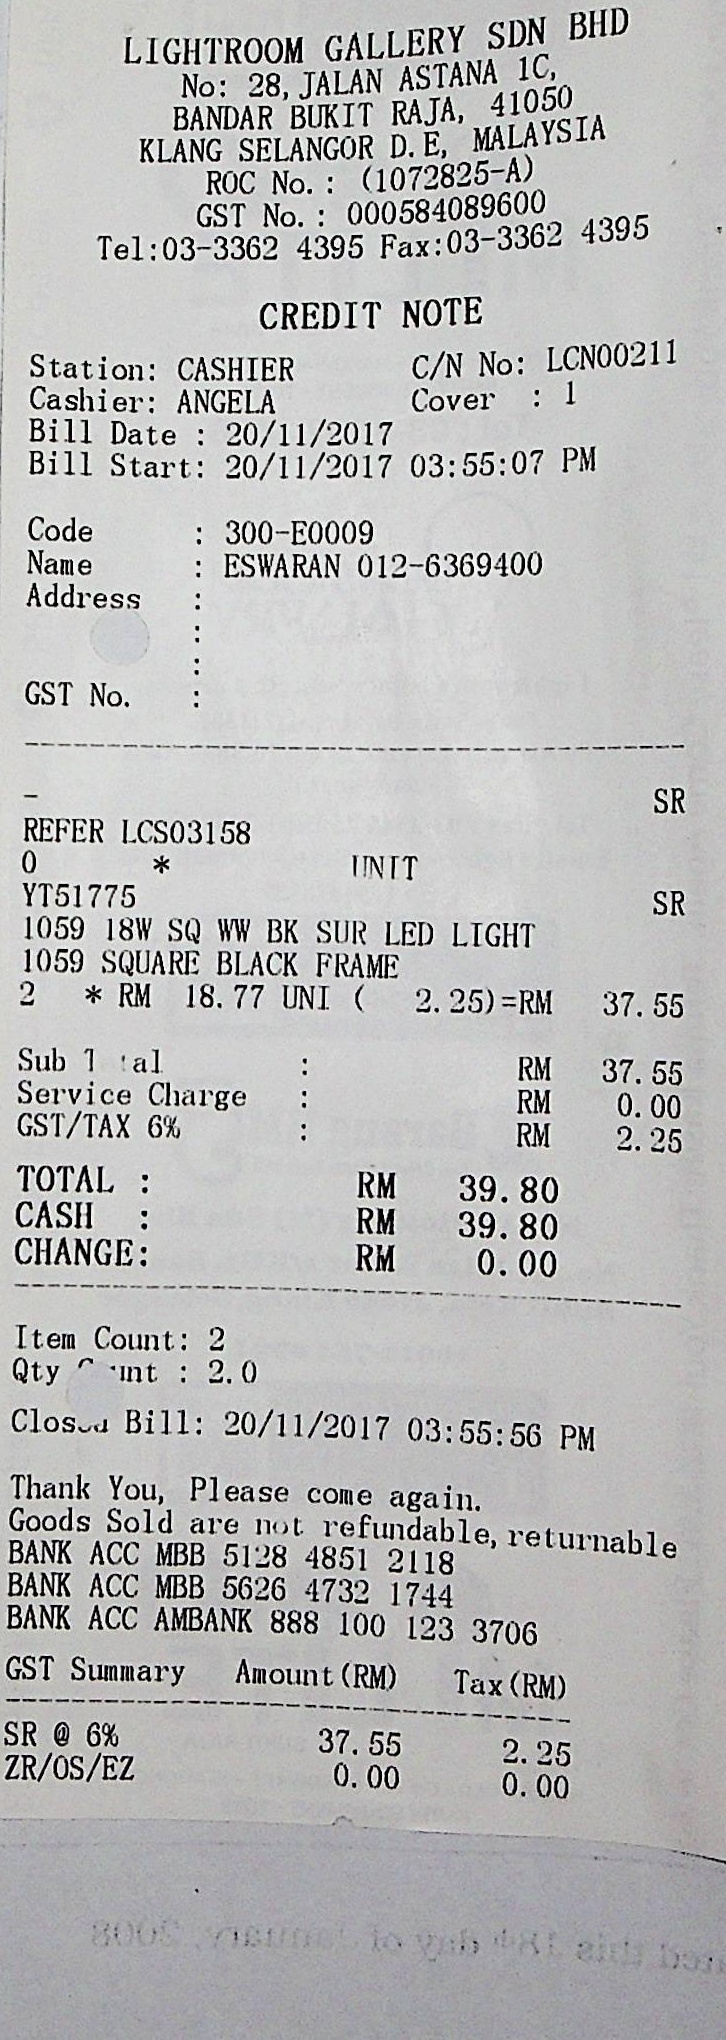 LIGHTROOM GALLERY SDN BHD
No: 28, JALAN ASTANA 1C,
BANDAR BUKIT RAJA, 41050
KLANG SELANGOR D.E, MALAYSIA
ROC No. : (1072825-A)
GST No. : 000584089600
Tel:03-3362 4395 Fax:03-3362 4395
CREDIT NOTE
Station: CASHIER C/N No: LCN00211
Cashier: ANGELA Cover : 1
Bill Date : 20/11/2017
Bill Start: 20/11/2017 03:55:07 PM
Code : 300-E0009
Name : ESWARAN 012-6369400
Address :
:
:
GST No. :
- SR
REFER LCS03158
0 * UNIT
YT51775 SR
1059 18W SQ WW BK SUR LED LIGHT
1059 SQUARE BLACK FRAME
2 * RM 18.77 UNI ( 2.25)=RM 37.55
Sub : RM 37.55
Service Charge : RM 0.00
GST/TAX 6% : RM 2.25
TOTAL : RM 39.80
CASH : RM 39.80
CHANGE: RM 0.00
Item Count: 2
Qty : 2.0
Closed Bill: 20/11/2017 03:55:56 PM
Thank You, Please come again.
Goods Sold are not refundable, returnable
BANK ACC MBB 5128 4851 2118
BANK ACC MBB 5626 4732 1744
BANK ACC AMBANK 888 100 123 3706
GST Summary Amount(RM) Tax(RM)
SR @ 6% 37.55 2.25
ZR/OS/EZ 0.00 0.00